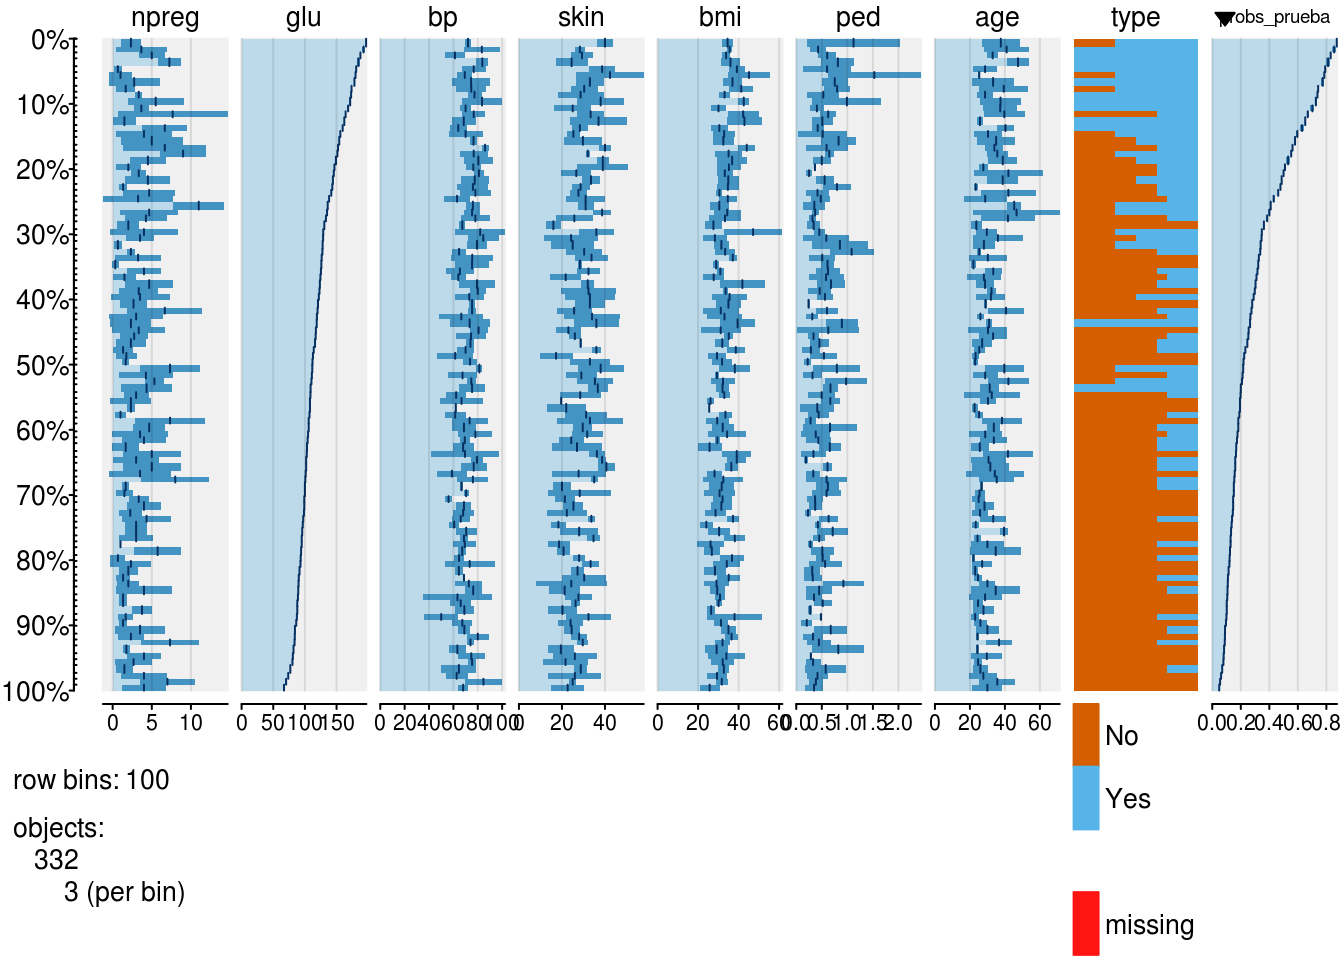 npreg glu bp skin bmi ped age type probs_prueba
0%
10%
20%
30%
40%
50%
60%
70%
80%
90%
100%
0 5 10 0 50 100 150 0 20 40 60 80 100 0 20 40 0 20 40 60 0.0 0.5 1.0 1.5 2.0 0 20 40 60 0.0 0.2 0.4 0.6 0.8
No
row bins: 100
Yes
objects:
332
3 (per bin)
missing